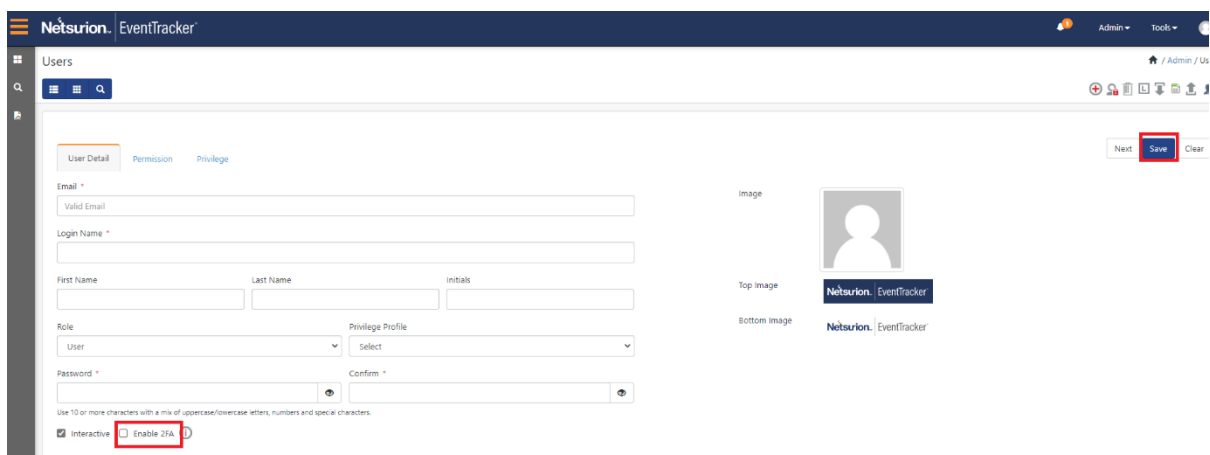 Netsurion. EventTracker
Admin Tools
Users
/ Admin / Us
User Detail Permission Privilege
Next Save Clear
Email *
Valid Email
Image
Login Name *
First Name Last Name Initials
Top Image
Netsurion. EventTracker
Role Privilege Profile
Bottom Image
Netsurion. EventTracker
User Select
Password * Confirm *
Use 10 or more characters with a mix of uppercase/lowercase letters, numbers and special characters.
Interactive Enable 2FA